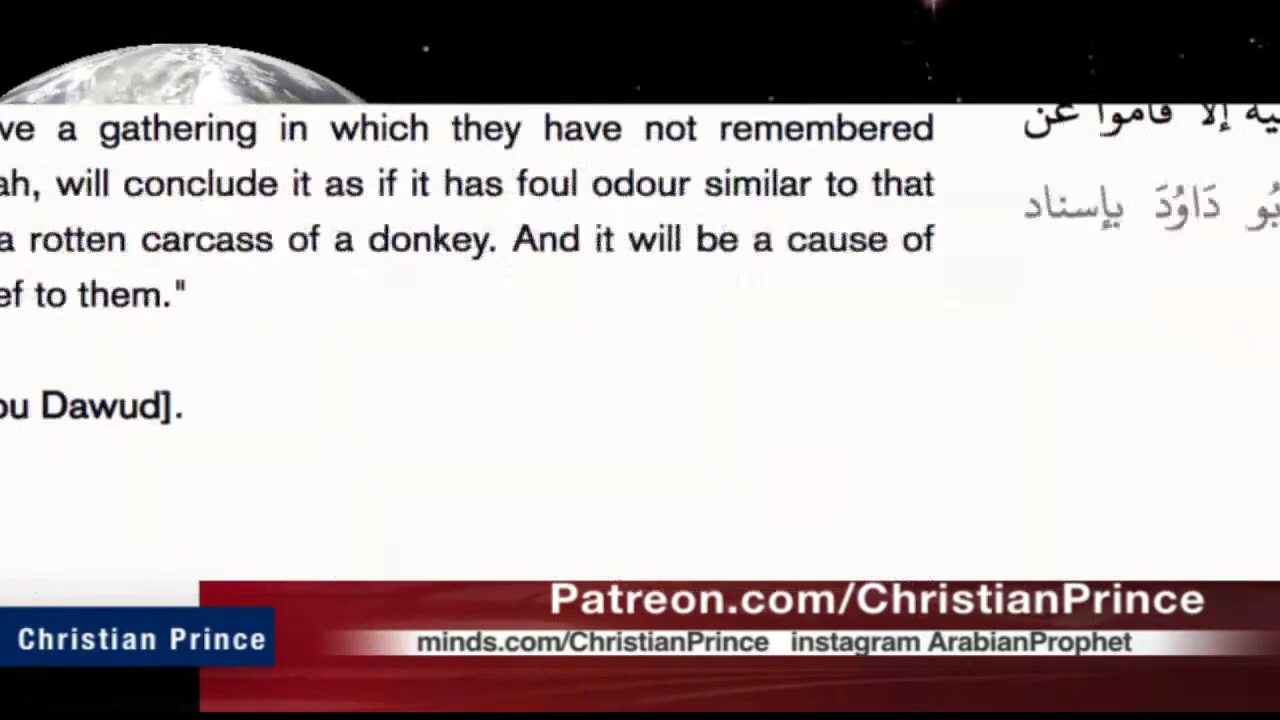 ve a gathering in which they have not remembered
ah, will conclude it as if it has foul odour similar to that
a rotten carcass of a donkey. And it will be a cause of
ef to them."
ou Dawud].
يه إلا قاموا عن
بُو دَاوُدَ بإسناد
Patreon.com/ChristianPrince
Christian Prince
minds.com/ChristianPrince instagram ArabianProphet